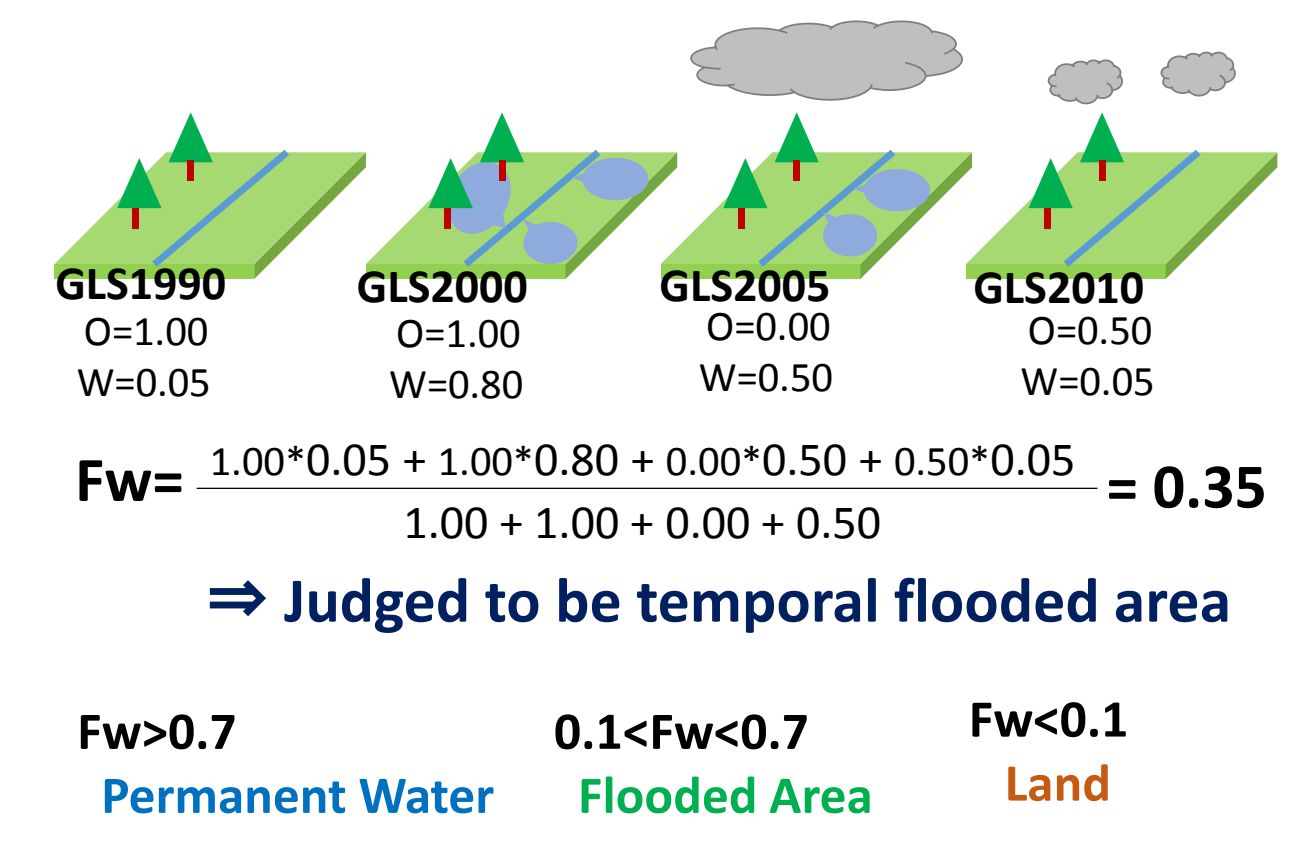 GLS1990 GLS2000 GLS2005 GLS2010
O=1.00 O=1.00 O=0.00 O=0.50
W=0.05 W=0.80 W=0.50 W=0.05
Fw= 1.00*0.05 + 1.00*0.80 + 0.00*0.50 + 0.50*0.05 = 0.35
1.00 + 1.00 + 0.00 + 0.50
⇒ Judged to be temporal flooded area
Fw>0.7 0.1<Fw<0.7 Fw<0.1
Permanent Water Flooded Area Land